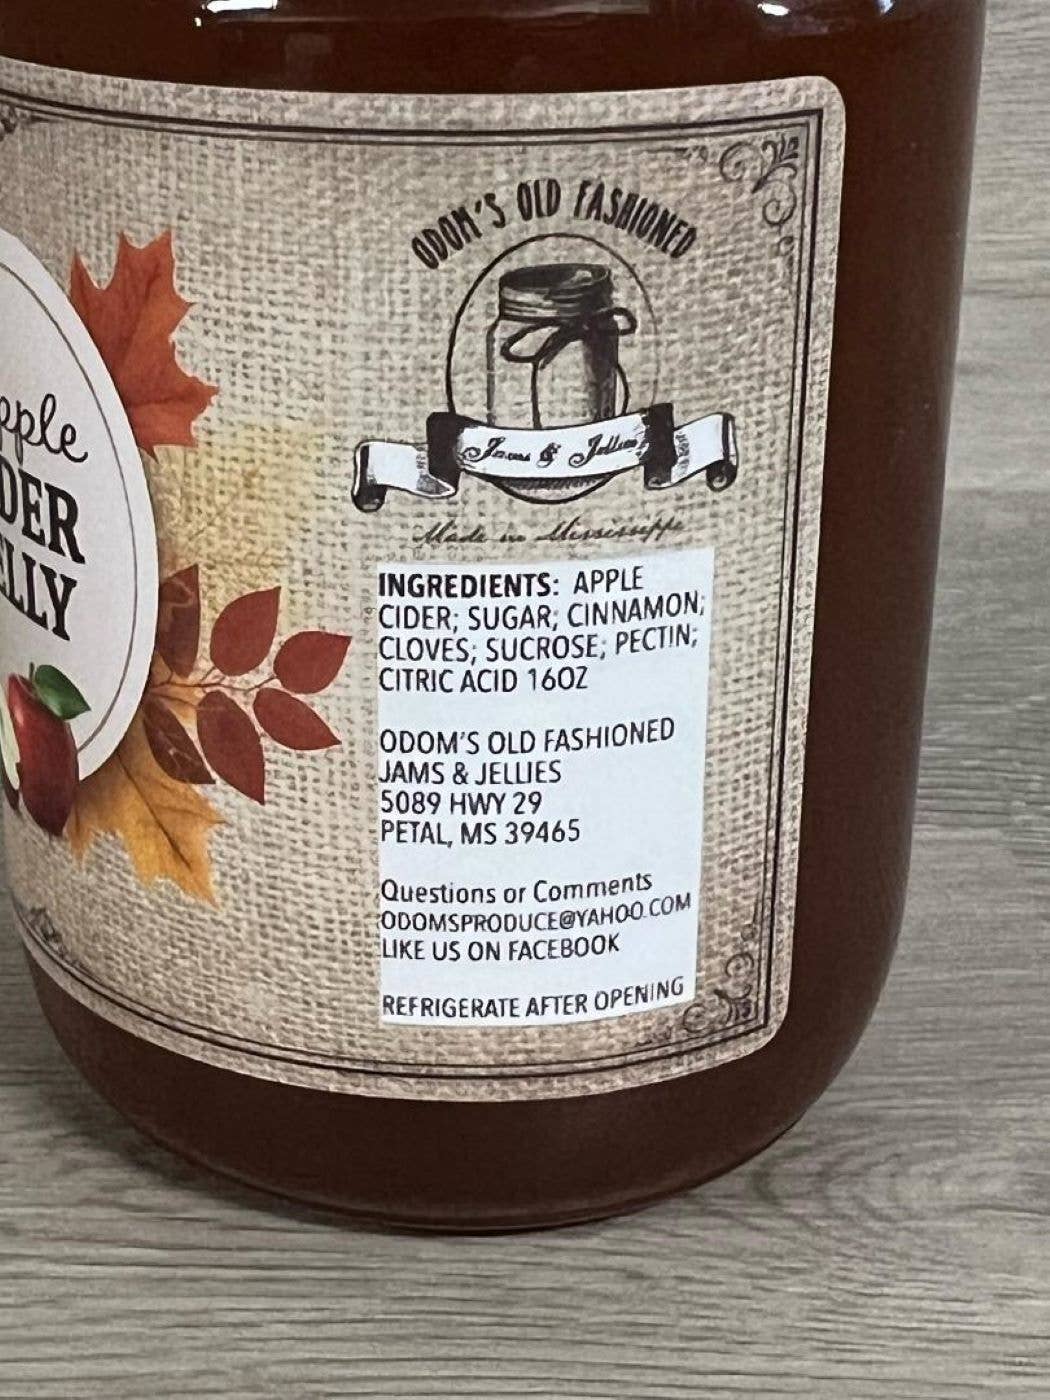 ODOM'S OLD FASHIONED
Jams & Jellies
Made in Mississippi
pple
DER
ELLY
INGREDIENTS: APPLE
CIDER; SUGAR; CINNAMON;
CLOVES; SUCROSE; PECTIN;
CITRIC ACID 16OZ
ODOM'S OLD FASHIONED
JAMS & JELLIES
5089 HWY 29
PETAL, MS 39465
Questions or Comments
ODOMSPRODUCE@YAHOO.COM
LIKE US ON FACEBOOK
REFRIGERATE AFTER OPENING